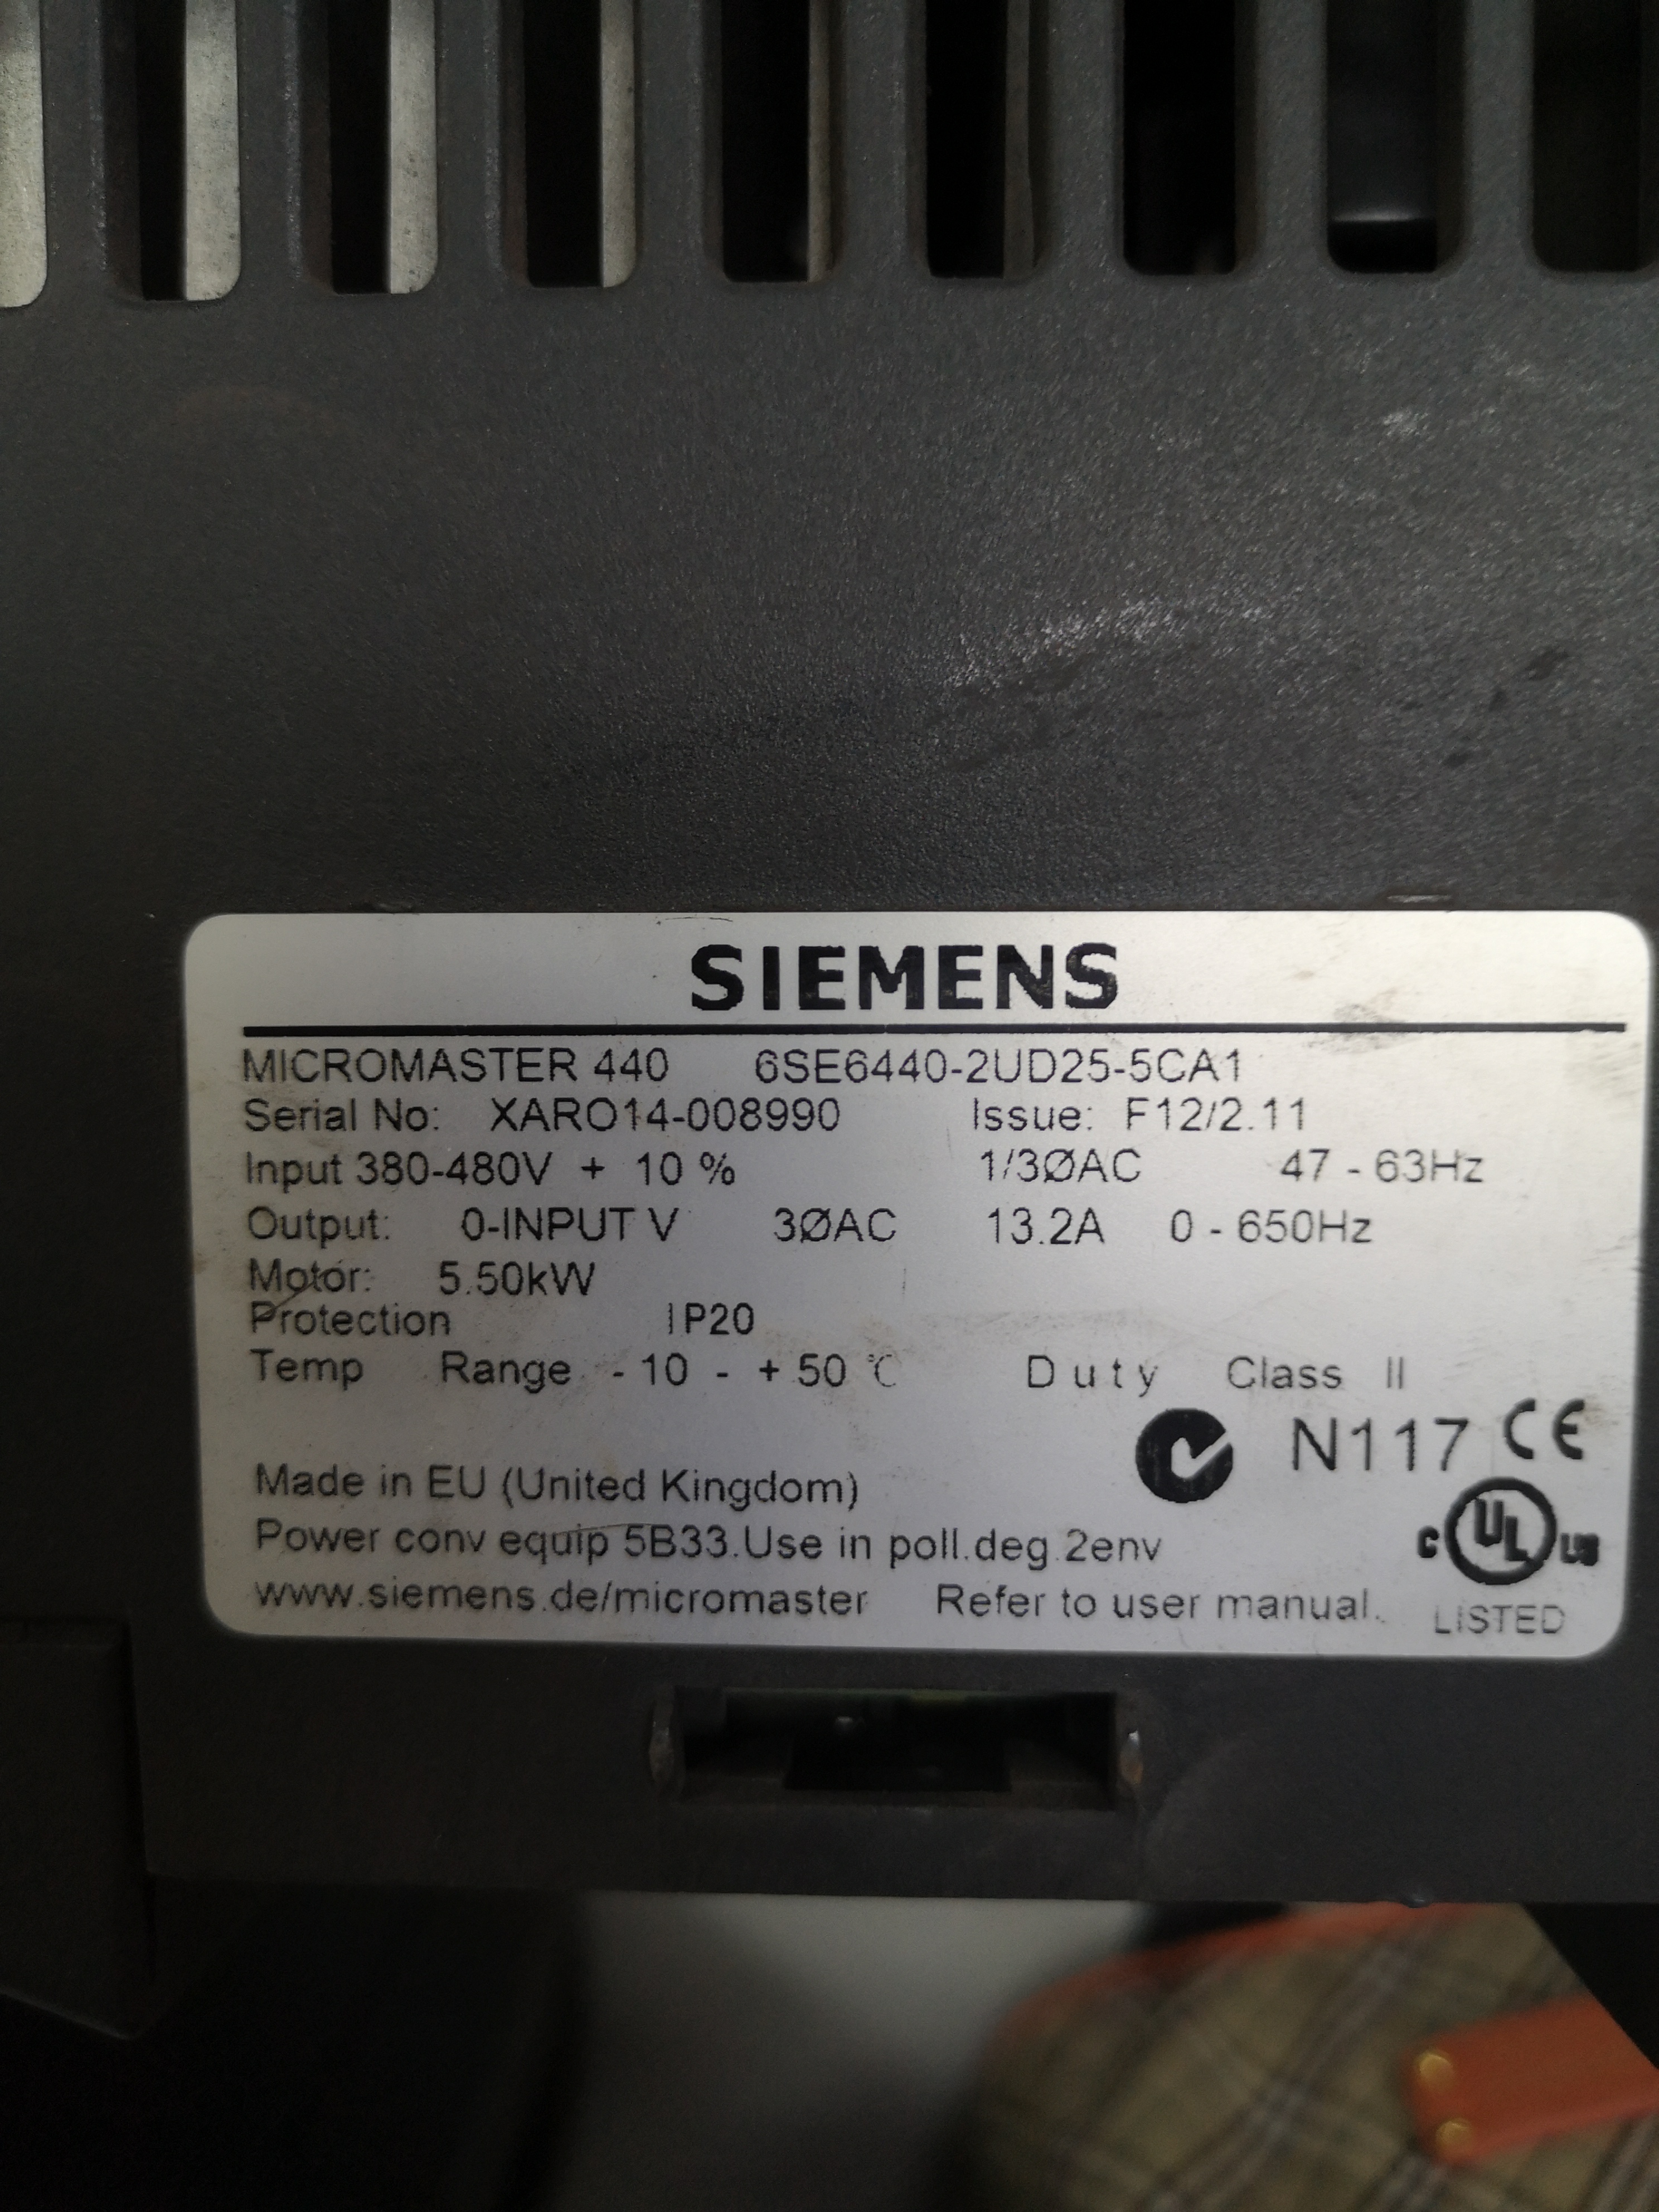 SIEMENS
MICROMASTER 440 6SE6440-2UD25-5CA1
Serial No: XARO14-008990 Issue: F12/2.11
Input 380-480V + 10 % 1/3ØAC 47 - 63Hz
Output: 0-INPUT V 3ØAC 13.2A 0 - 650Hz
Motor: 5.50kW
Protection IP20
Temp Range - 10 - + 50 ℃ Duty Class II
N117 CE
Made in EU (United Kingdom)
Power conv equip 5B33.Use in poll.deg.2env
C UL US
www.siemens.de/micromaster Refer to user manual.
LISTED